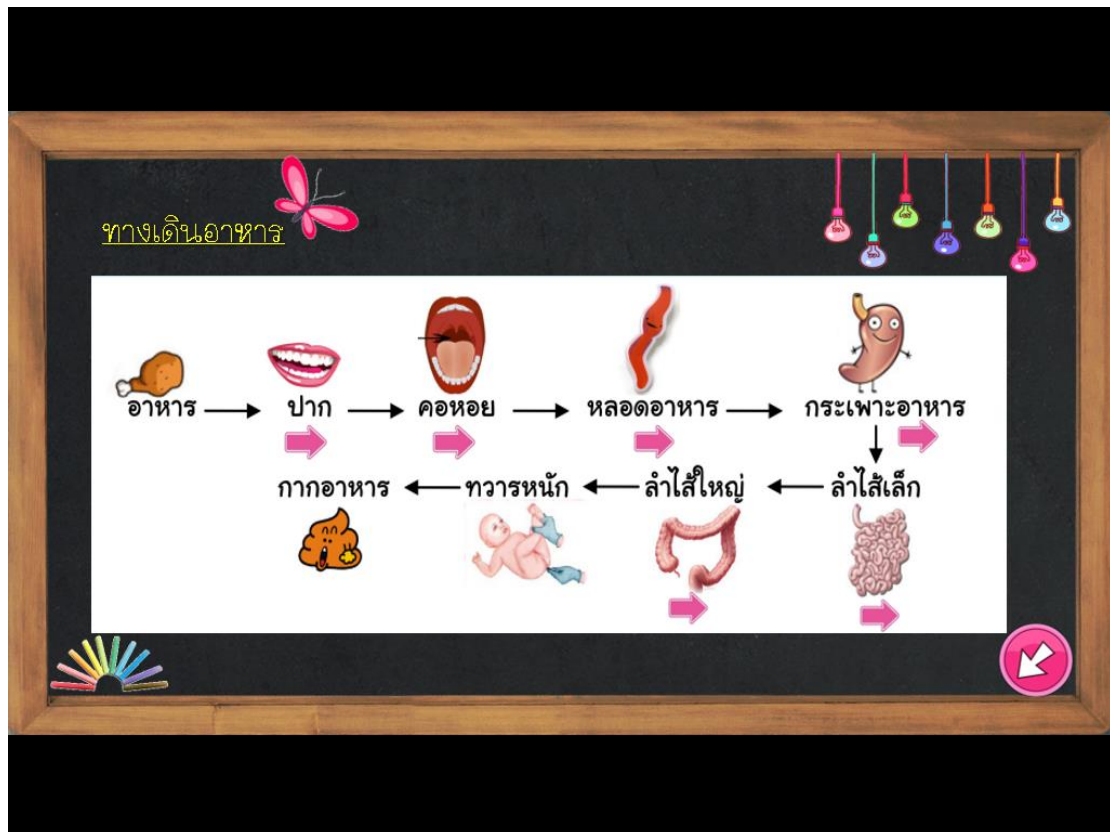 ทางเดินอาหาร
อาหาร ปาก คอหอย หลอดอาหาร กระเพาะอาหาร
กากอาหาร ทวารหนัก ลำไส้ใหญ่ ลำไส้เล็ก